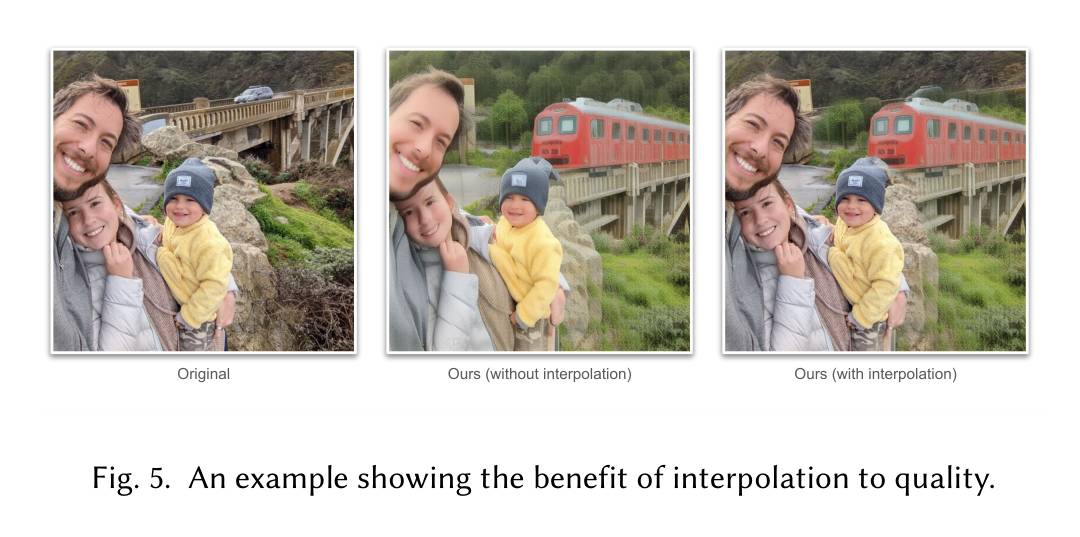 Original
Ours (without interpolation)
Ours (with interpolation)
Fig. 5. An example showing the benefit of interpolation to quality.